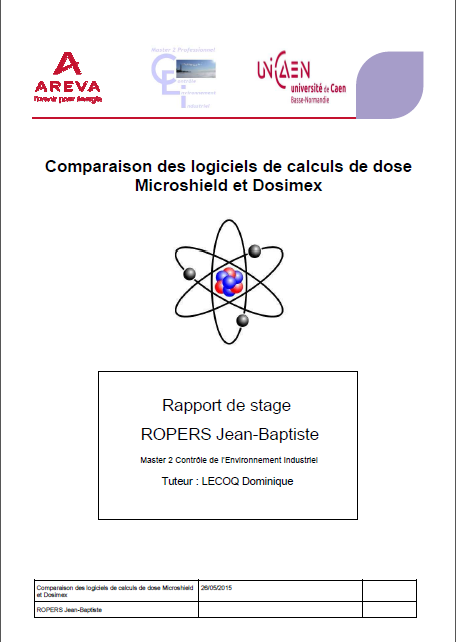 AREVA
l'avenir pour énergie
Master 2 Professionnel
Contrôle
Environnement
Industriel
UNICAEN
université de Caen
Basse-Normandie
Comparaison des logiciels de calculs de dose
Microshield et Dosimex
Rapport de stage
ROPERS Jean-Baptiste
Master 2 Contrôle de l'Environnement Industriel
Tuteur : LECOQ Dominique
Comparaison des logiciels de calculs de dose Microshield
et Dosimex
26/05/2015
ROPERS Jean-Baptiste